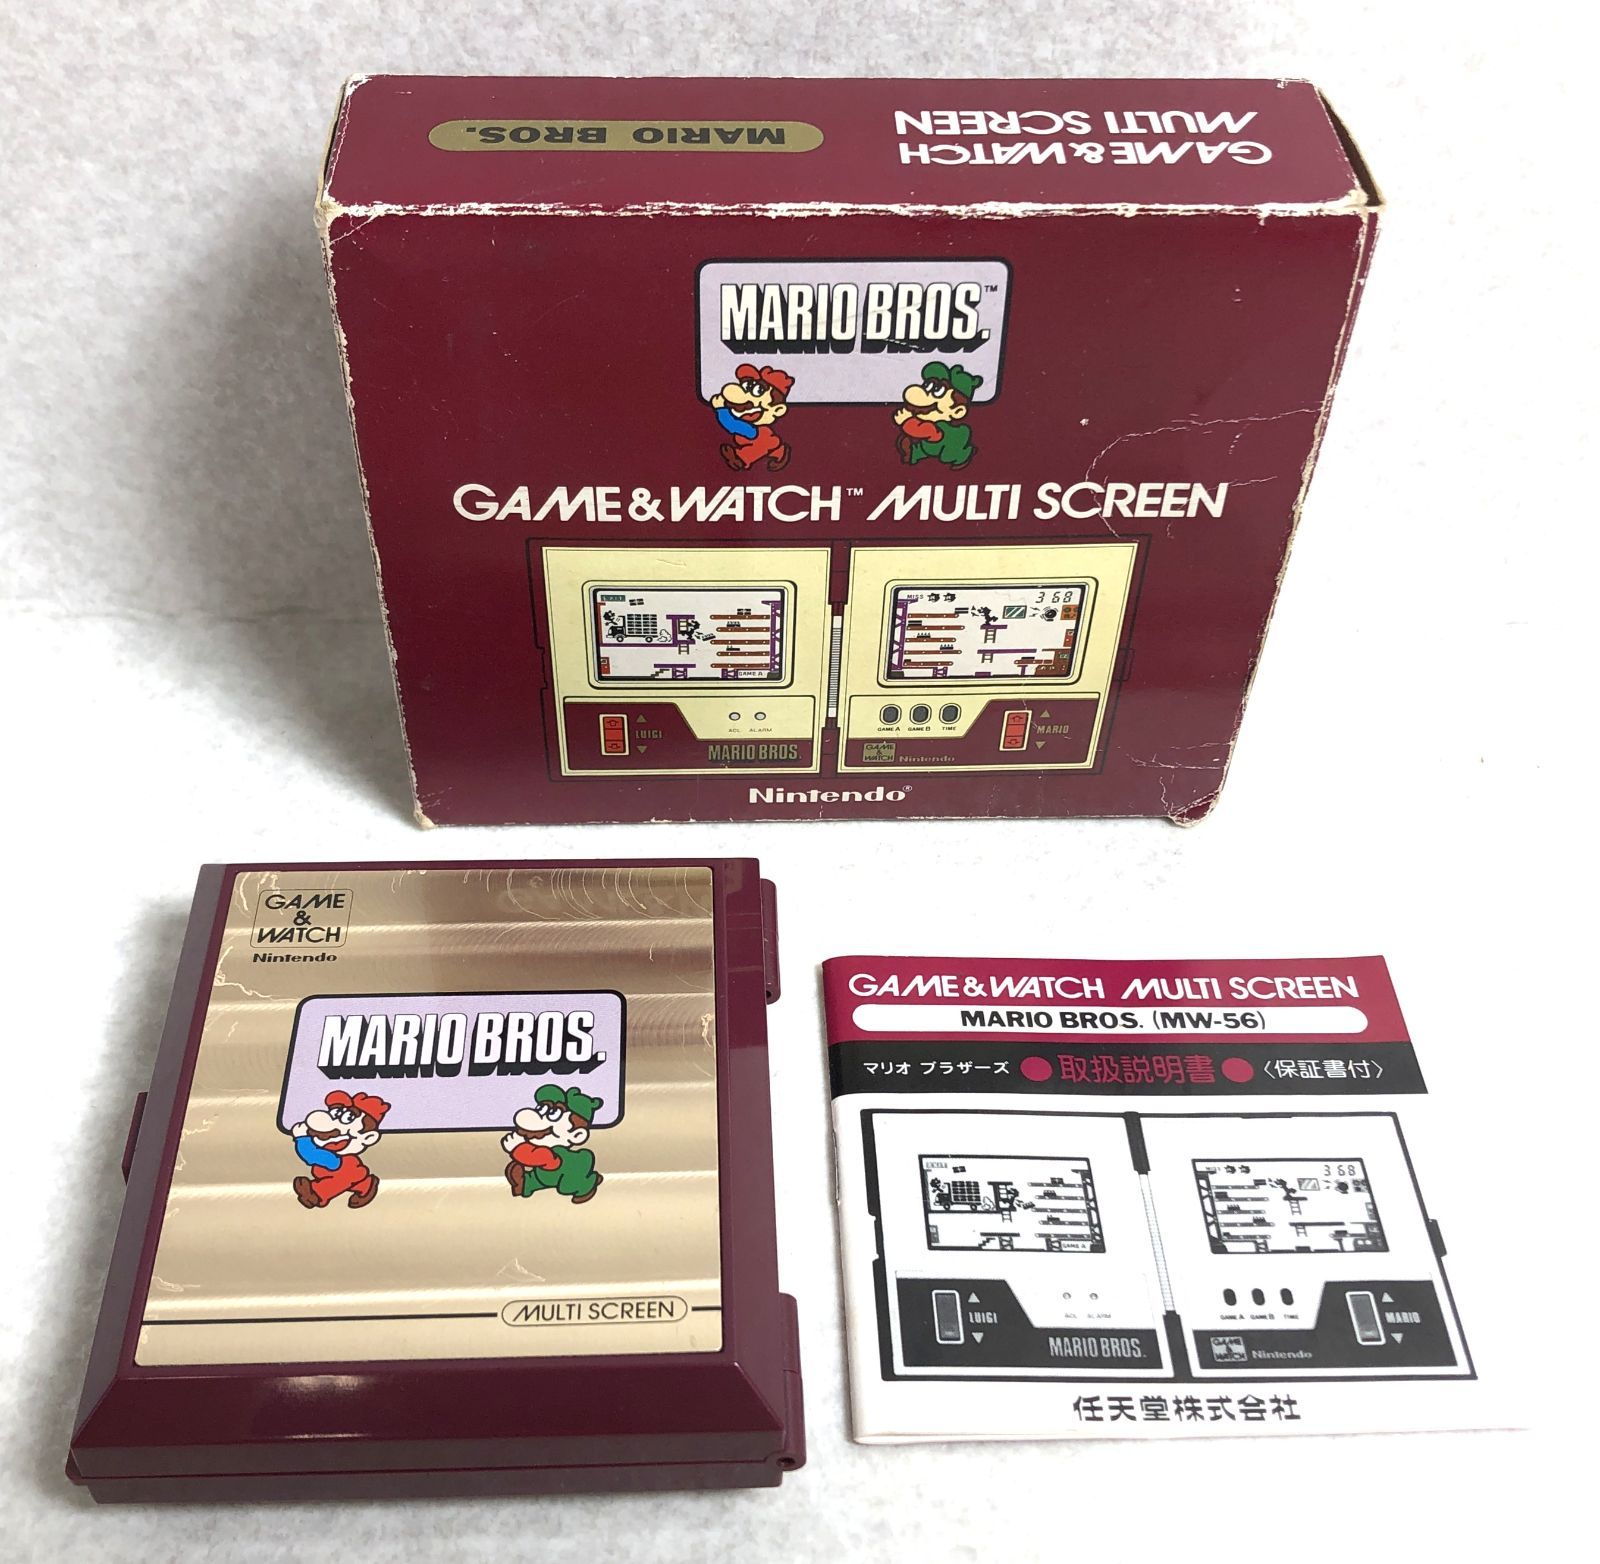 GAME & WATCH
MULTI SCREEN
MARIO BROS.
MARIO BROS.™
GAME & WATCH™ MULTI SCREEN
MISS
368
GAME A
LUIGI
ACL ALARM
MARIO BROS.
GAME A GAME B TIME
MARIO
GAME & WATCH
Nintendo
Nintendo®
GAME
&
WATCH
Nintendo
MARIO BROS.
MULTI SCREEN
GAME & WATCH MULTI SCREEN
MARIO BROS. (MW-56)
マリオ ブラザーズ ●取扱説明書● 〈保証書付〉
MISS
368
GAME A
LUIGI
ACL ALARM
MARIO BROS.
GAME A GAME B TIME
MARIO
GAME & WATCH
Nintendo
任天堂株式会社